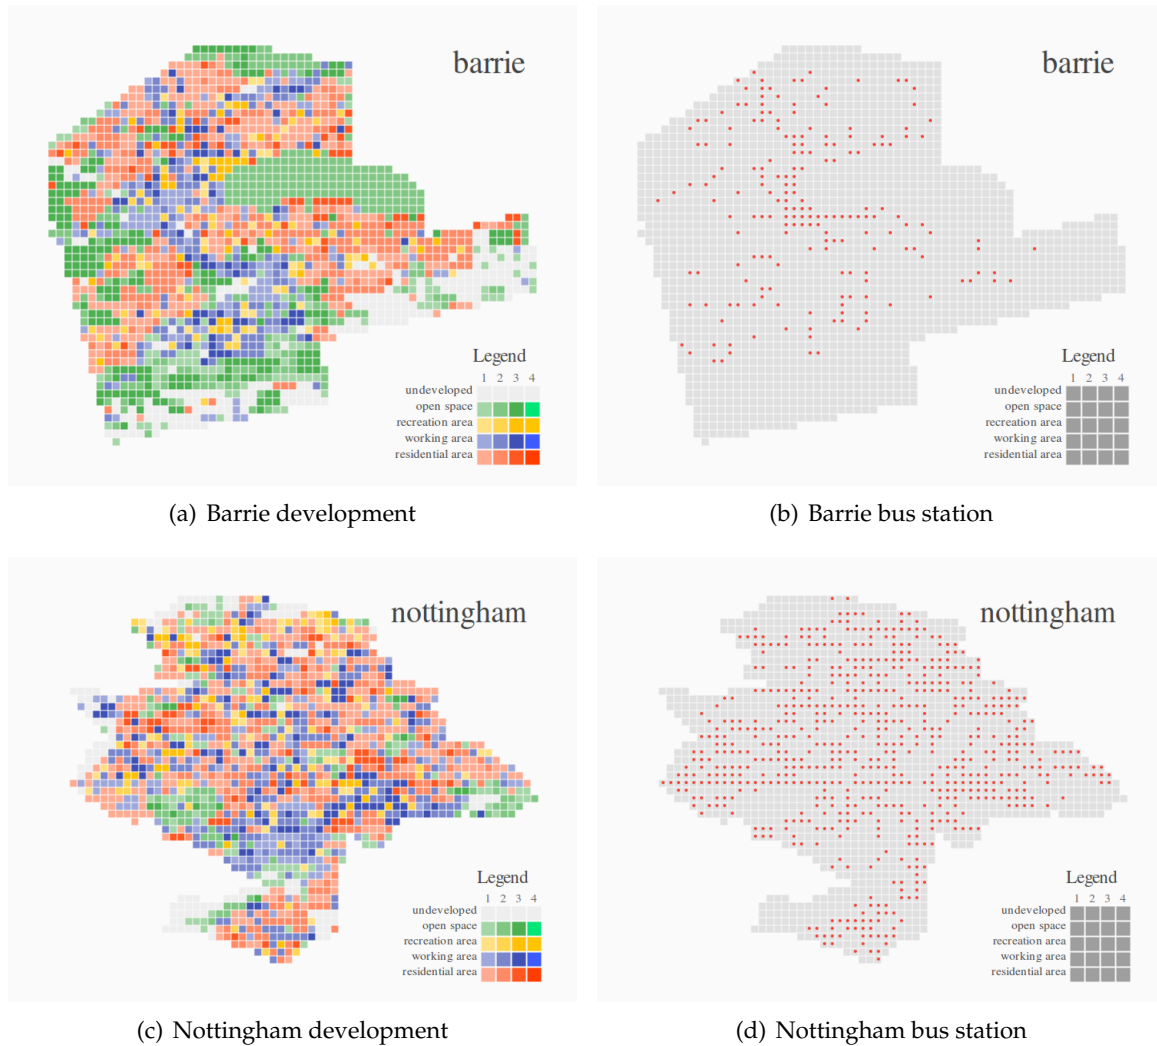 barrie
Legend
1 2 3 4
undeveloped
open space
recreation area
working area
residential area
(a) Barrie development
barrie
Legend
1 2 3 4
undeveloped
open space
recreation area
working area
residential area
(b) Barrie bus station
nottingham
Legend
1 2 3 4
undeveloped
open space
recreation area
working area
residential area
(c) Nottingham development
nottingham
Legend
1 2 3 4
undeveloped
open space
recreation area
working area
residential area
(d) Nottingham bus station